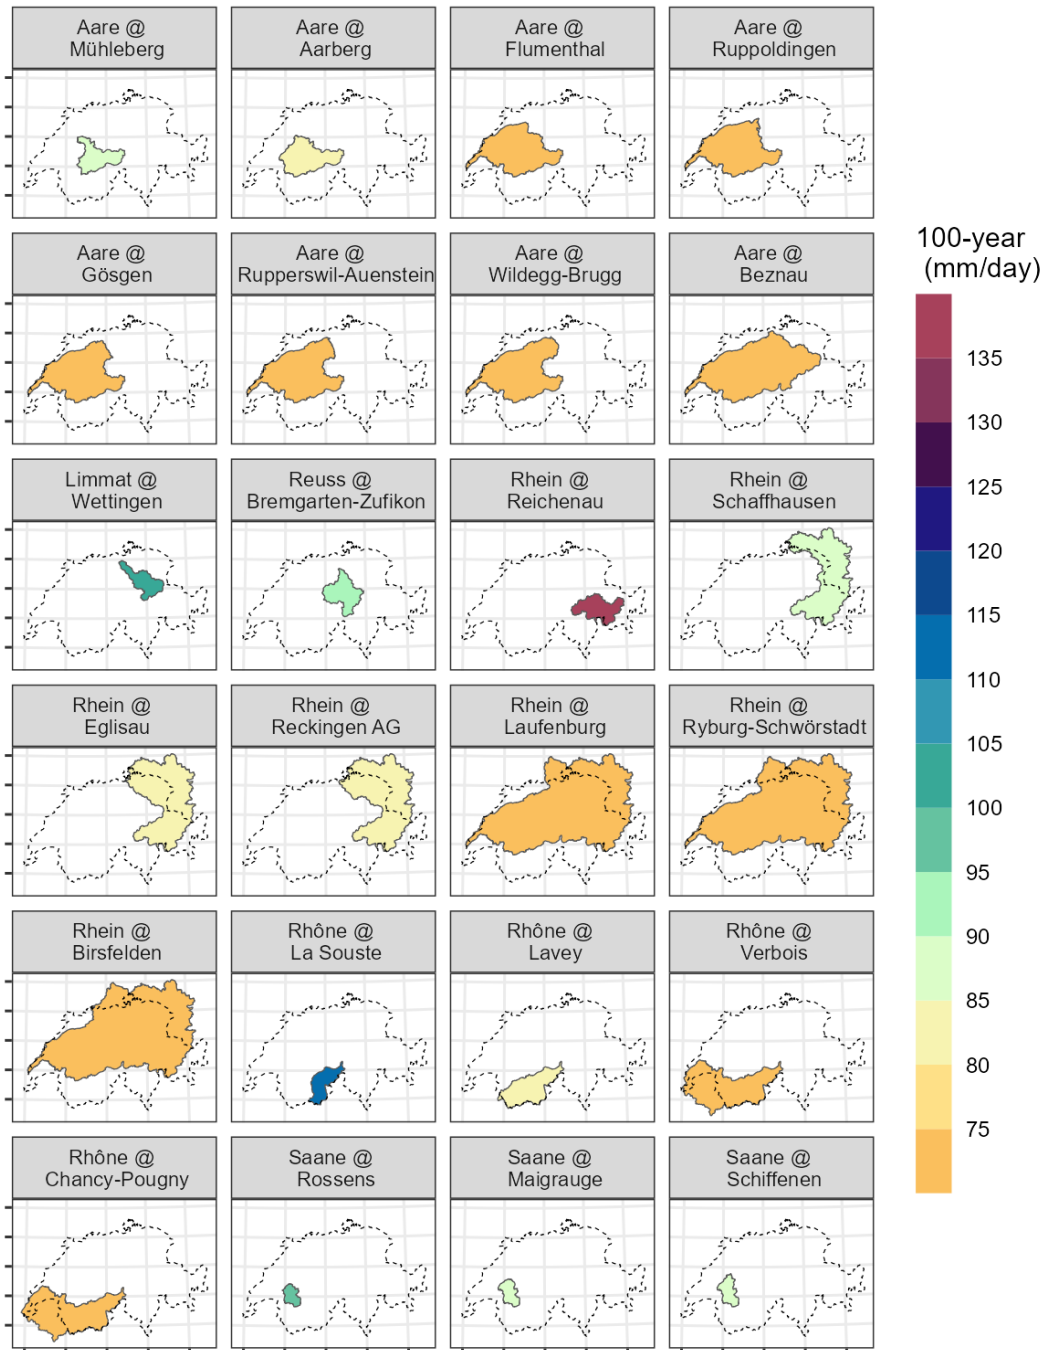 Aare @
Mühleberg
Aare @
Aarberg
Aare @
Flumenthal
Aare @
Ruppoldingen
Aare @
Gösgen
Aare @
Rupperswil-Auenstein
Aare @
Wildegg-Brugg
Aare @
Beznau
Limmat @
Wettingen
Reuss @
Bremgarten-Zufikon
Rhein @
Reichenau
Rhein @
Schaffhausen
Rhein @
Eglisau
Rhein @
Reckingen AG
Rhein @
Laufenburg
Rhein @
Ryburg-Schwörstadt
Rhein @
Birsfelden
Rhône @
La Souste
Rhône @
Lavey
Rhône @
Verbois
Rhône @
Chancy-Pougny
Saane @
Rossens
Saane @
Maigrauge
Saane @
Schiffenen
100-year
(mm/day)
135
130
125
120
115
110
105
100
95
90
85
80
75